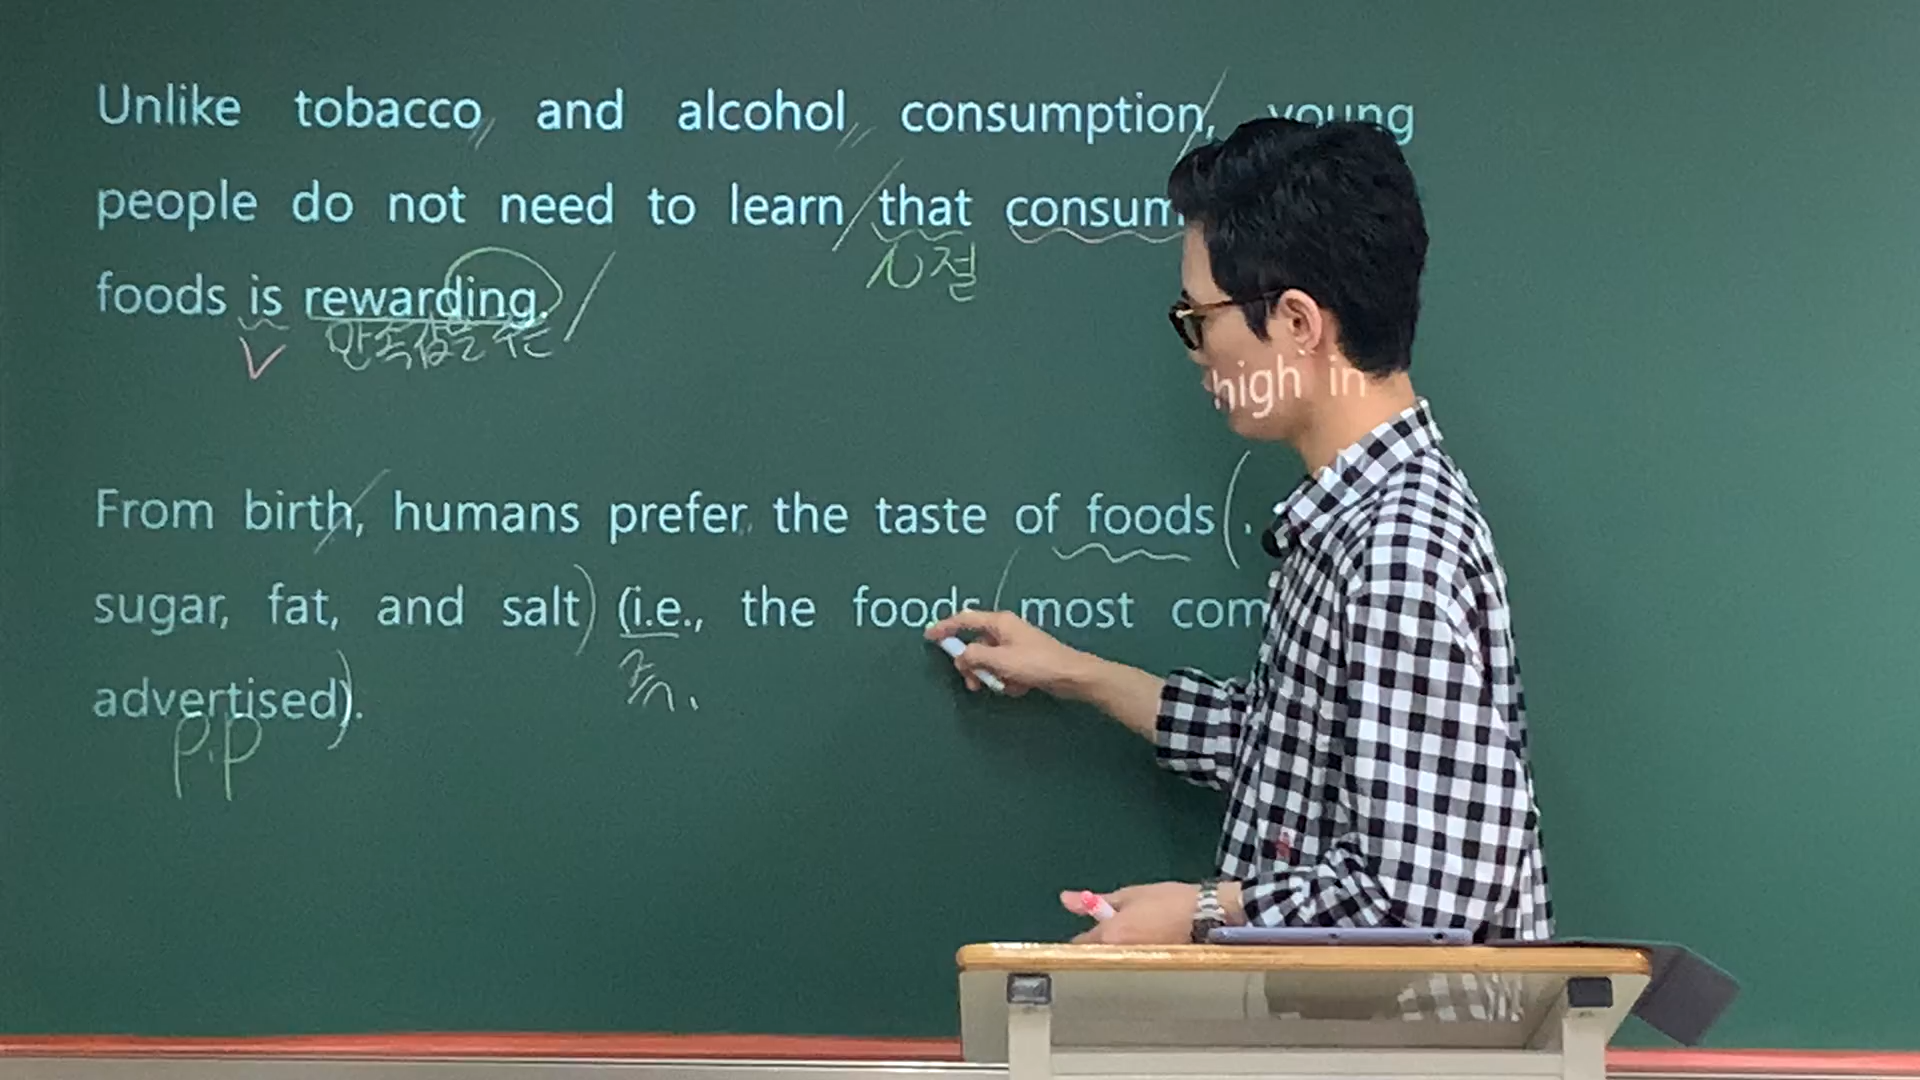 Unlike tobacco, and alcohol, consumption, young
people do not need to learn that consum
N절
foods is rewarding.
V 만족감을 주는
high in
From birth, humans prefer the taste of foods (
sugar, fat, and salt) (i.e., the foods (most com
즉.
advertised).
p.p